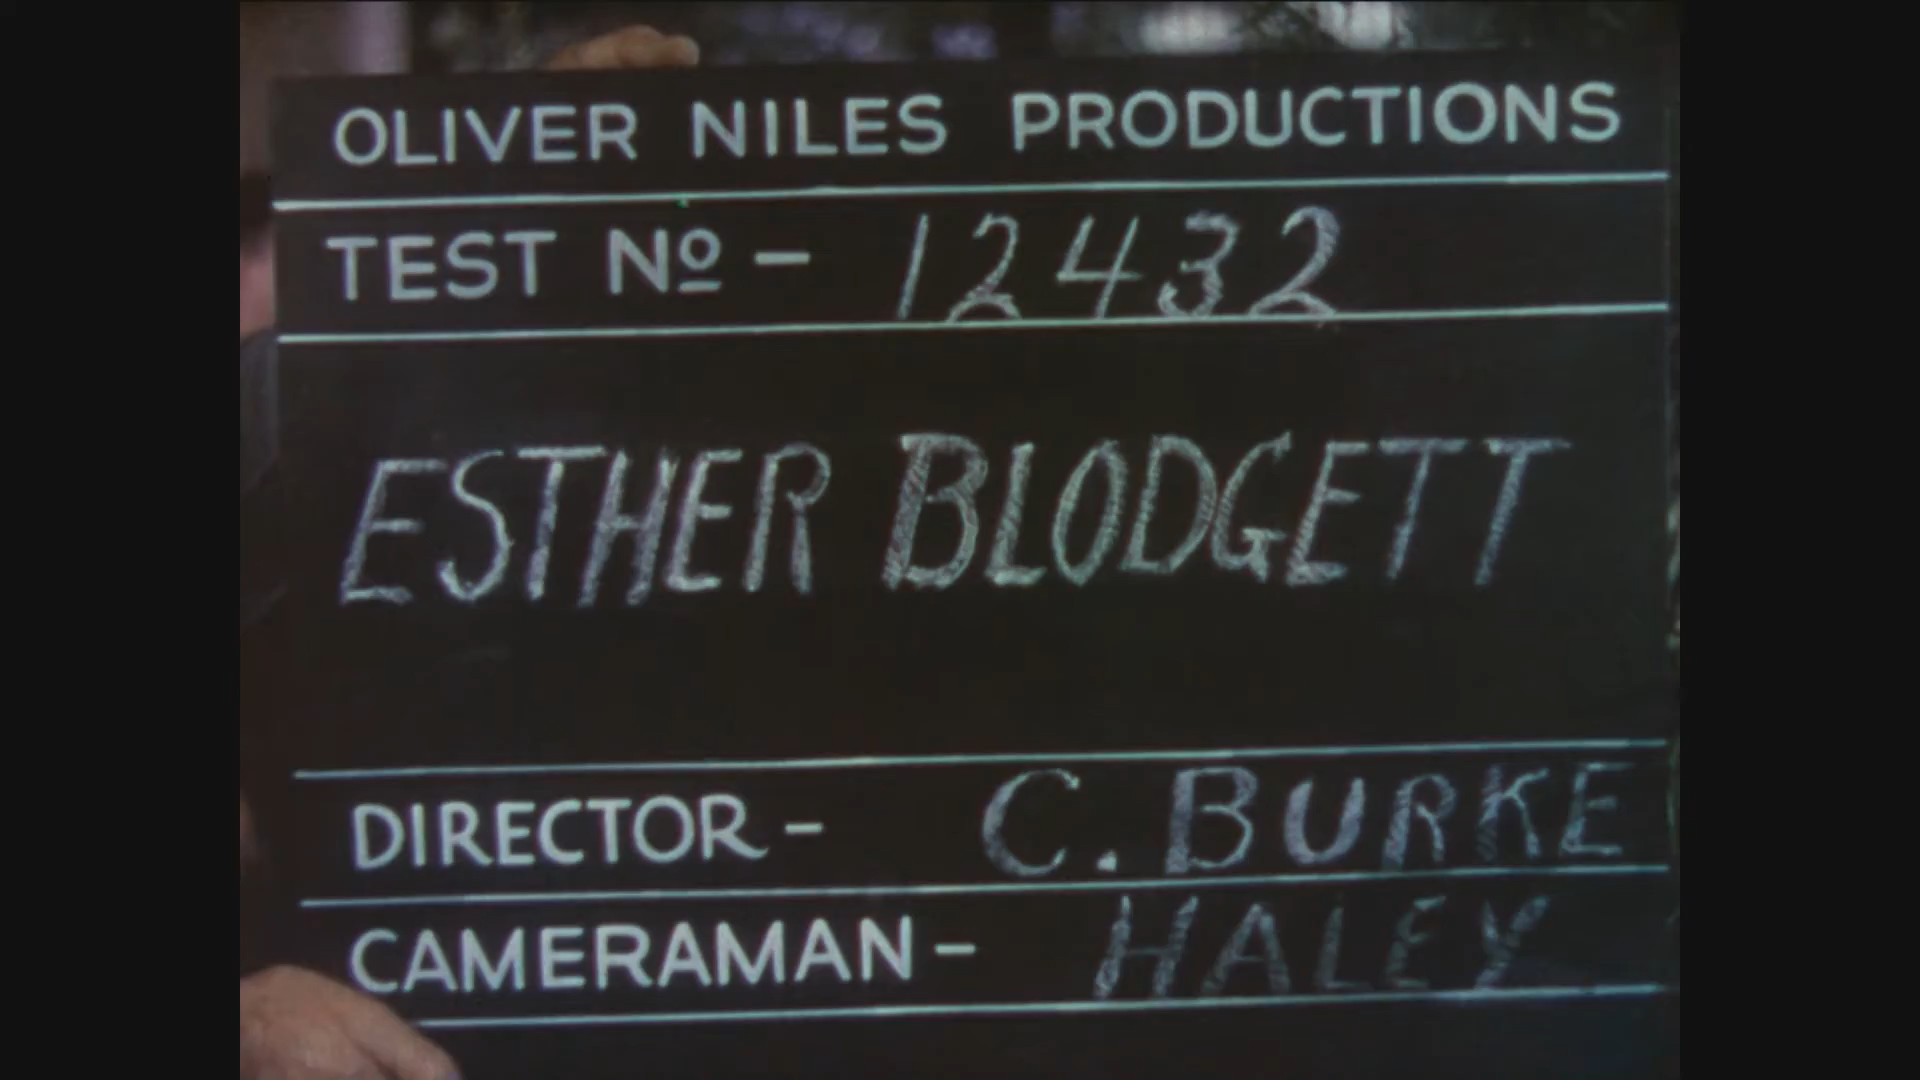 OLIVER NILES PRODUCTIONS
TEST Nº - 12432
ESTHER BLODGETT
DIRECTOR - C. BURKE
CAMERAMAN - HALEY